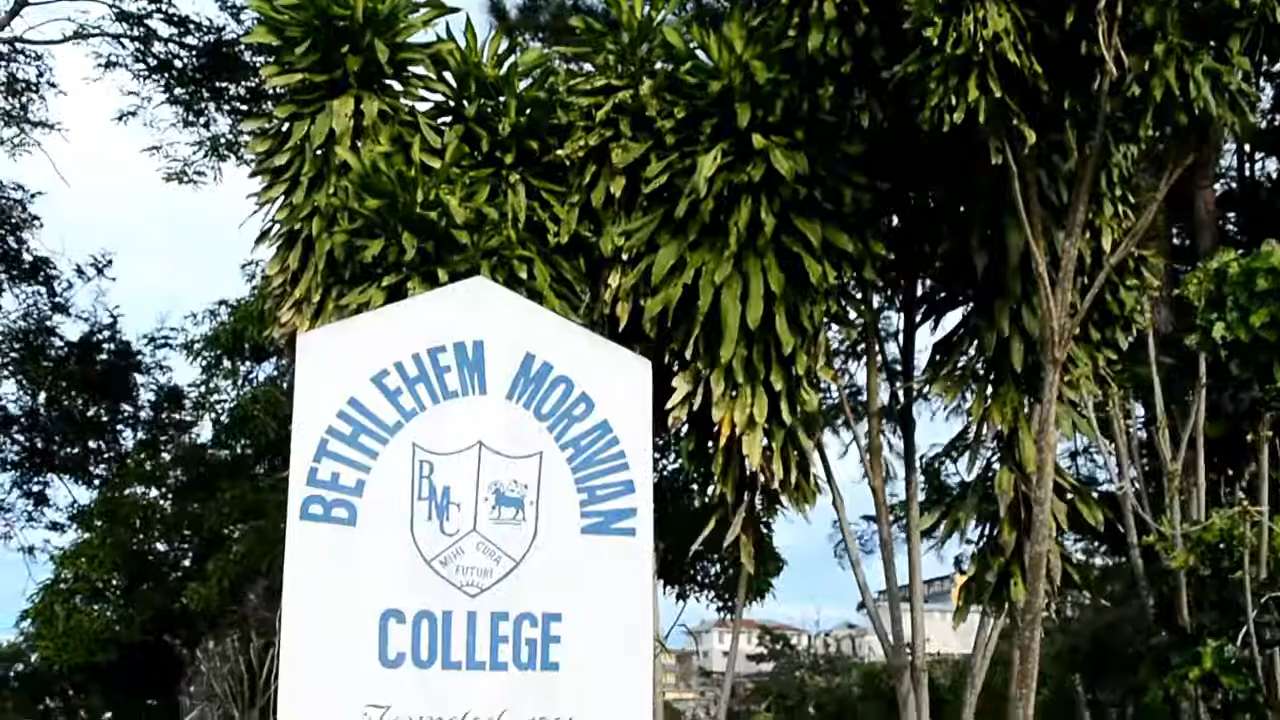 BETHLEHEM MORAVIAN
BMC
MIHI CURA
FUTURI
COLLEGE